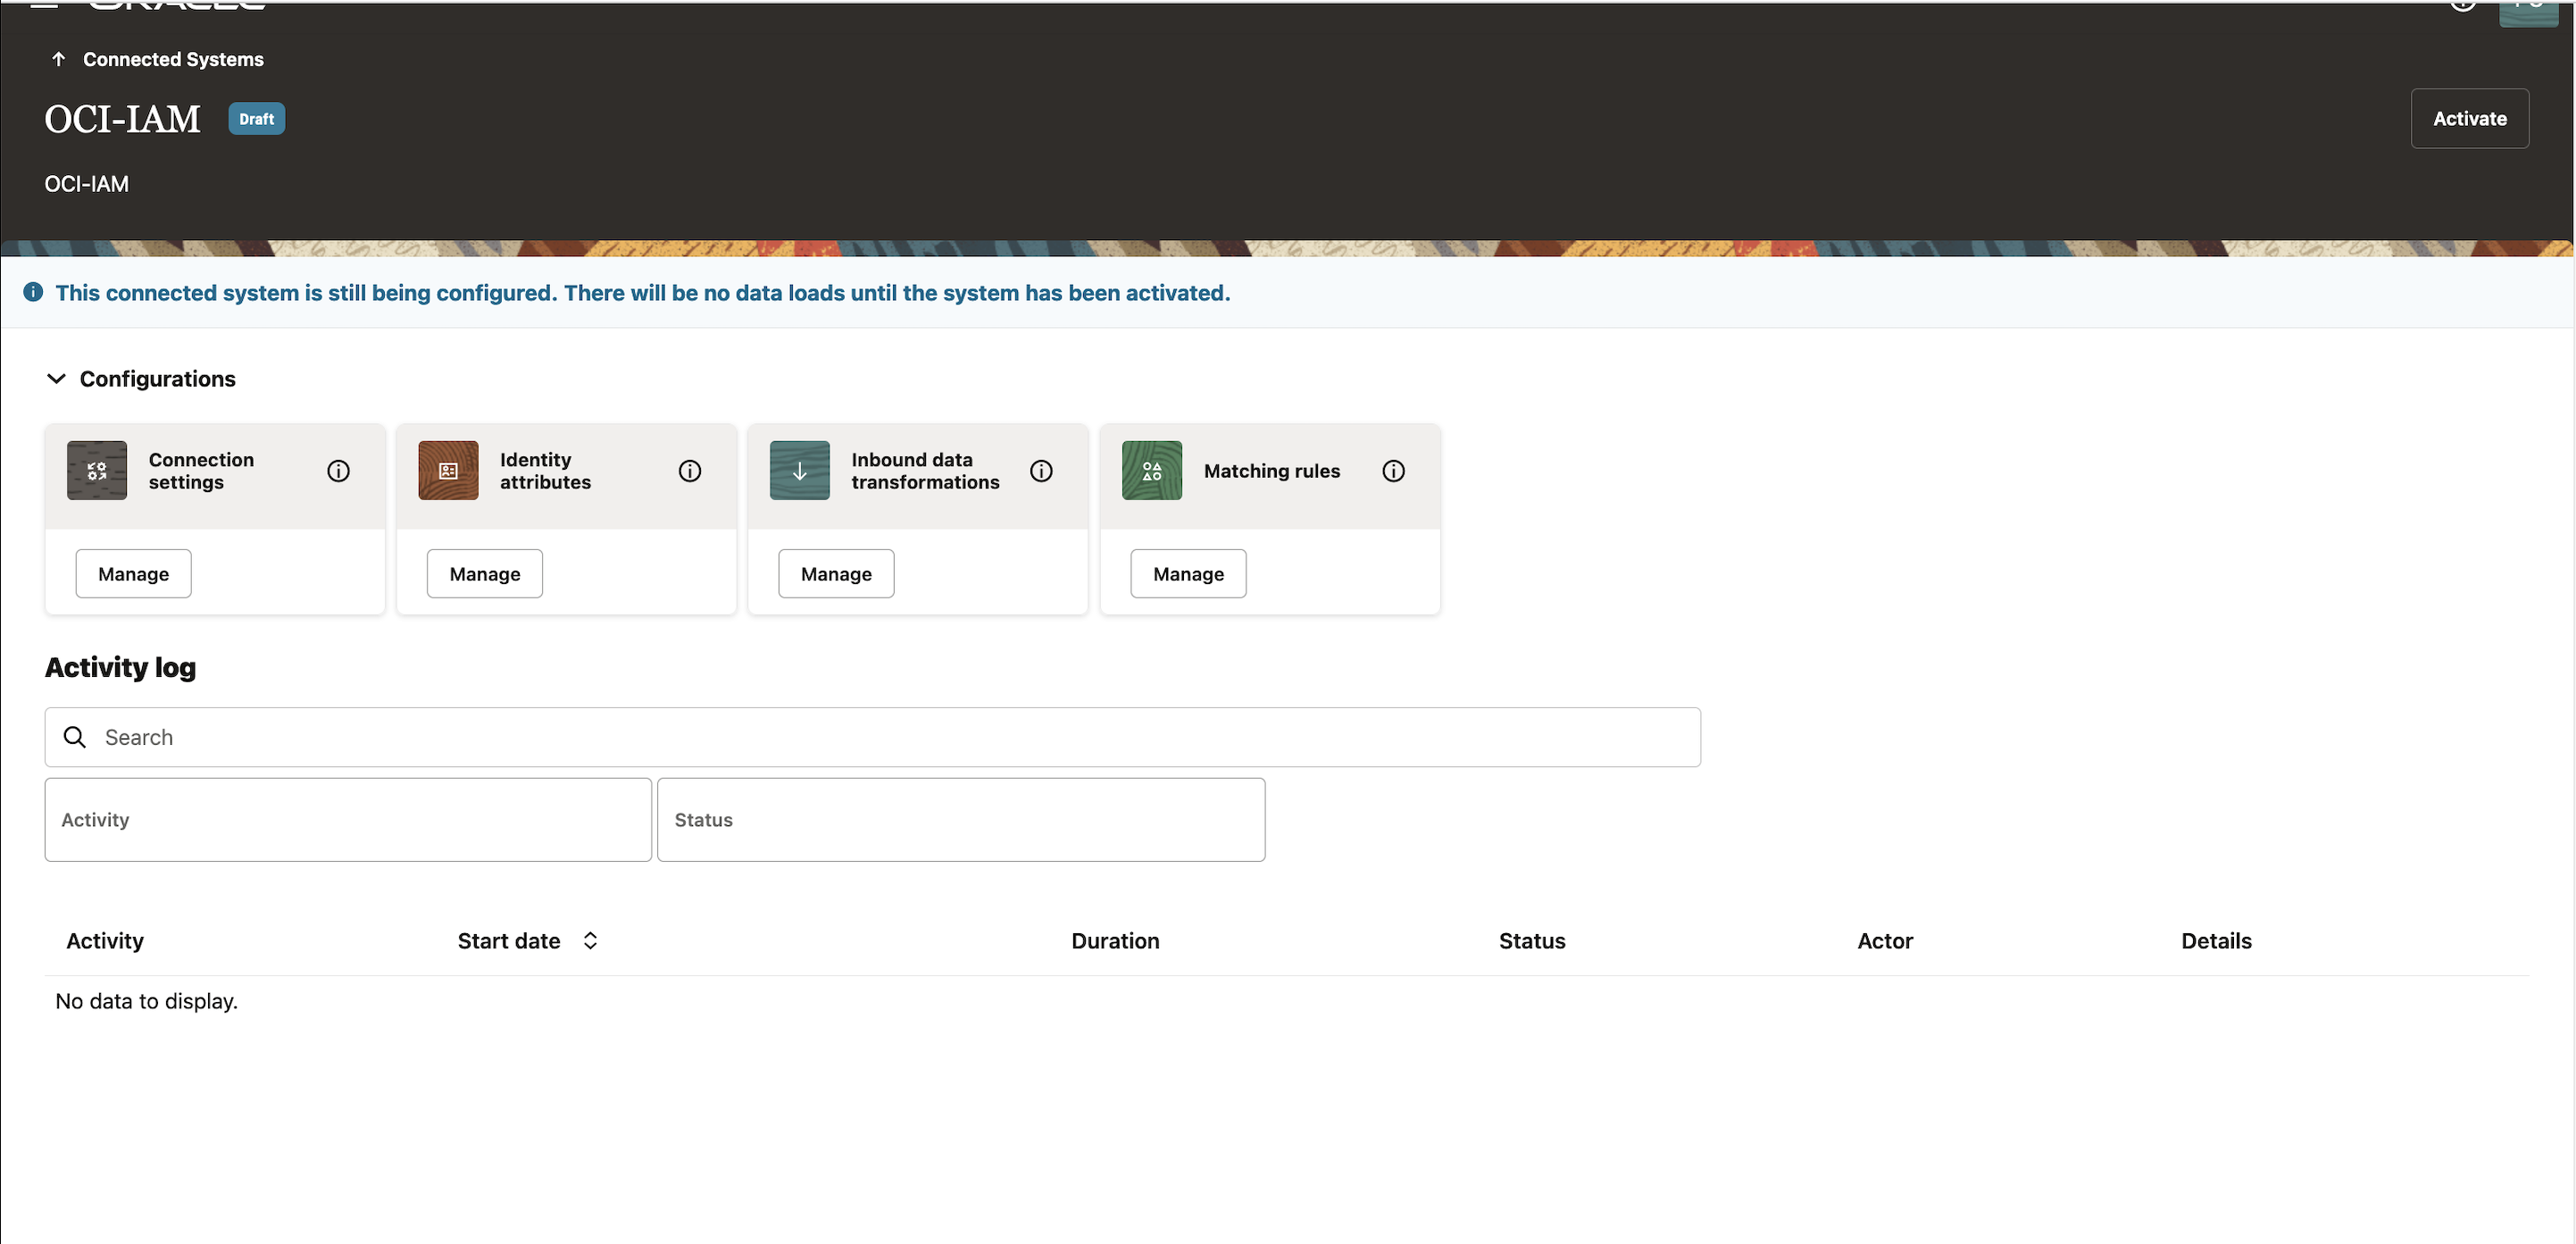 Connected Systems
OCI-IAM Draft
Activate
OCI-IAM
This connected system is still being configured. There will be no data loads until the system has been activated.
Configurations
Connection settings
Identity attributes
Inbound data transformations
Matching rules
Manage Manage Manage Manage
Activity log
Search
Activity Status
Activity Start date Duration Status Actor Details
No data to display.